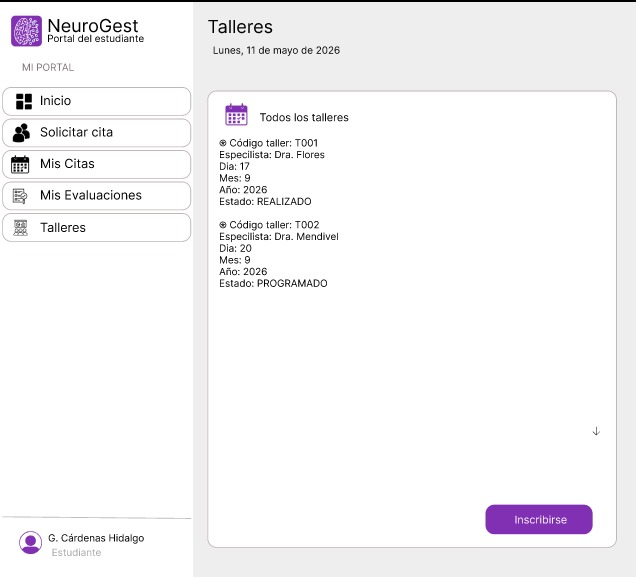 NeuroGest
Portal del estudiante
MI PORTAL
Inicio
Solicitar cita
Mis Citas
Mis Evaluaciones
Talleres
G. Cárdenas Hidalgo
Estudiante
Talleres
Lunes, 11 de mayo de 2026
Todos los talleres
Código taller: T001
Especilista: Dra. Flores
Dia: 17
Mes: 9
Año: 2026
Estado: REALIZADO
Código taller: T002
Especilista: Dra. Mendivel
Dia: 20
Mes: 9
Año: 2026
Estado: PROGRAMADO
Inscribirse